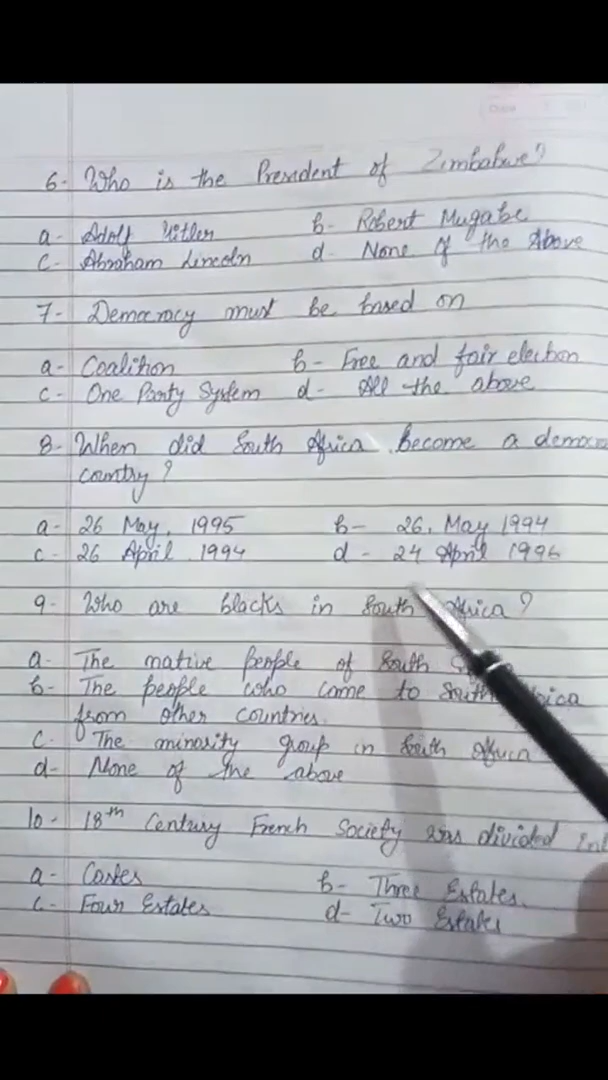 6- Who is the President of Zimbabwe?
a- Adolf Hitler b- Robert Mugabe
c- Abraham Lincoln d- None of the Above
7- Democracy must be based on
a- Coalition b- Free and fair election
c- One Party System d- All the above
8- When did South Africa become a democ
country?
a- 26 May, 1995 b- 26, May 1994
c- 26 April 1994 d- 24 April 1996
9- Who are blacks in South Africa?
a- The native people of South
b- The people who come to South Africa
from other countries.
c- The minority group in South Africa
d- None of the above
10- 18th Century French Society was divided int
a- Castes b- Three Estates.
c- Four Estates d- Two Estates